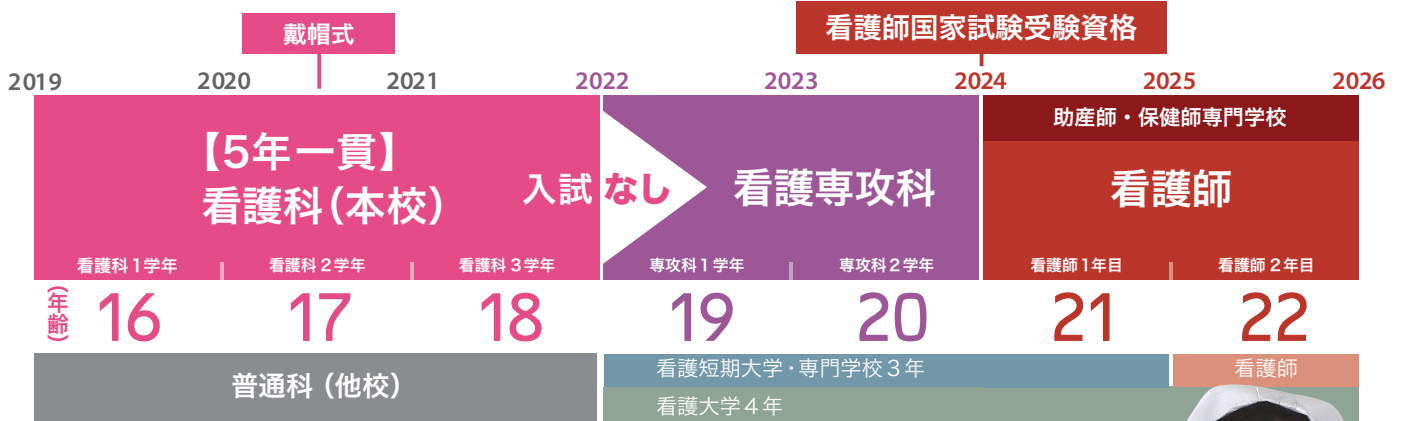 戴帽式
看護師国家試験受験資格
2019 2020 2021 2022 2023 2024 2025 2026
助産師・保健師専門学校
【5年一貫】
看護科（本校）
入試なし
看護専攻科
看護師
看護科1学年 看護科2学年 看護科3学年 専攻科1学年 専攻科2学年 看護師1年目 看護師2年目
（年齢） 16 17 18 19 20 21 22
普通科（他校）
看護短期大学・専門学校3年 看護師
看護大学4年